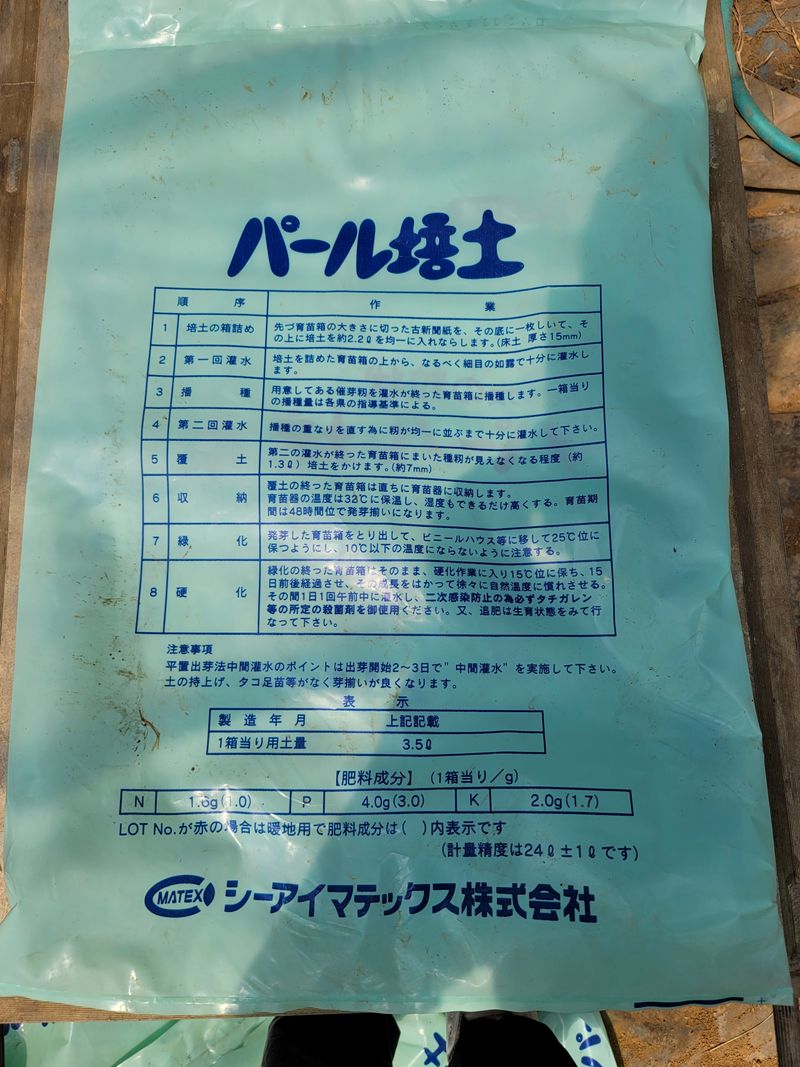 パール培土
順序 作業
1 培土の箱詰め 先づ育苗箱の大きさに切った古新聞紙を、その底に一枚しいて、そ
の上に培土を約2.2ℓを均一に入れならします。(床土 厚さ15mm)
2 第一回灌水 培土を詰めた育苗箱の上から、なるべく細目の如露で十分に灌水し
ます。
3 播種 用意してある催芽籾を灌水が終った育苗箱に播種します。一箱当り
の播種量は各県の指導基準による。
4 第二回灌水 播種の重なりを直す為に籾が均一に並ぶまで十分に灌水して下さい。
5 覆土 第二の灌水が終った育苗箱にまいた種籾が見えなくなる程度(約
1.3ℓ)培土をかけます。(約7mm)
6 収納 覆土の終った育苗箱は直ちに育苗器に収納します。
育苗器の温度は32℃に保温し、湿度もできるだけ高くする。育苗期
間は48時間位で発芽揃いになります。
7 緑化 発芽した育苗箱をとり出して、ビニールハウス等に移して25℃位に
保つようにし、10℃以下の温度にならないように注意する。
8 硬化 緑化の終った育苗箱はそのまま、硬化作業に入り15℃位に保ち、15
日前後経過させ、その成長をはかって徐々に自然温度に慣れさせる。
その間1日1回午前中に灌水し、二次感染防止の為必ずタチガレン
等の所定の殺菌剤を御使用ください。又、追肥は生育状態をみて行
なって下さい。
注意事項
平置出芽法中間灌水のポイントは出芽開始2〜3日で"中間灌水"を実施して下さい。
土の持上げ、タコ足苗等がなく芽揃いが良くなります。
表示
製造年月 上記記載
1箱当り用土量 3.5ℓ
【肥料成分】(1箱当り/g)
N 1.6g(1.0) P 4.0g(3.0) K 2.0g(1.7)
LOT No.が赤の場合は暖地用で肥料成分は( )内表示です
(計量精度は24ℓ±1ℓです)
MATEX シーアイマテックス株式会社